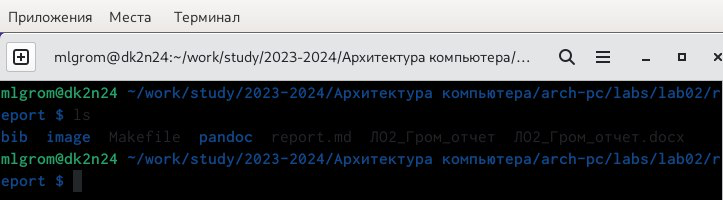 Приложения Места Терминал
mlgrom@dk2n24:~/work/study/2023-2024/Архитектура компьютера/…
mlgrom@dk2n24 ~/work/study/2023-2024/Архитектура компьютера/arch-pc/labs/lab02/r
eport $ ls
bib image Makefile pandoc report.md ЛО2_Гром_отчет ЛО2_Гром_отчет.docx
mlgrom@dk2n24 ~/work/study/2023-2024/Архитектура компьютера/arch-pc/labs/lab02/r
eport $